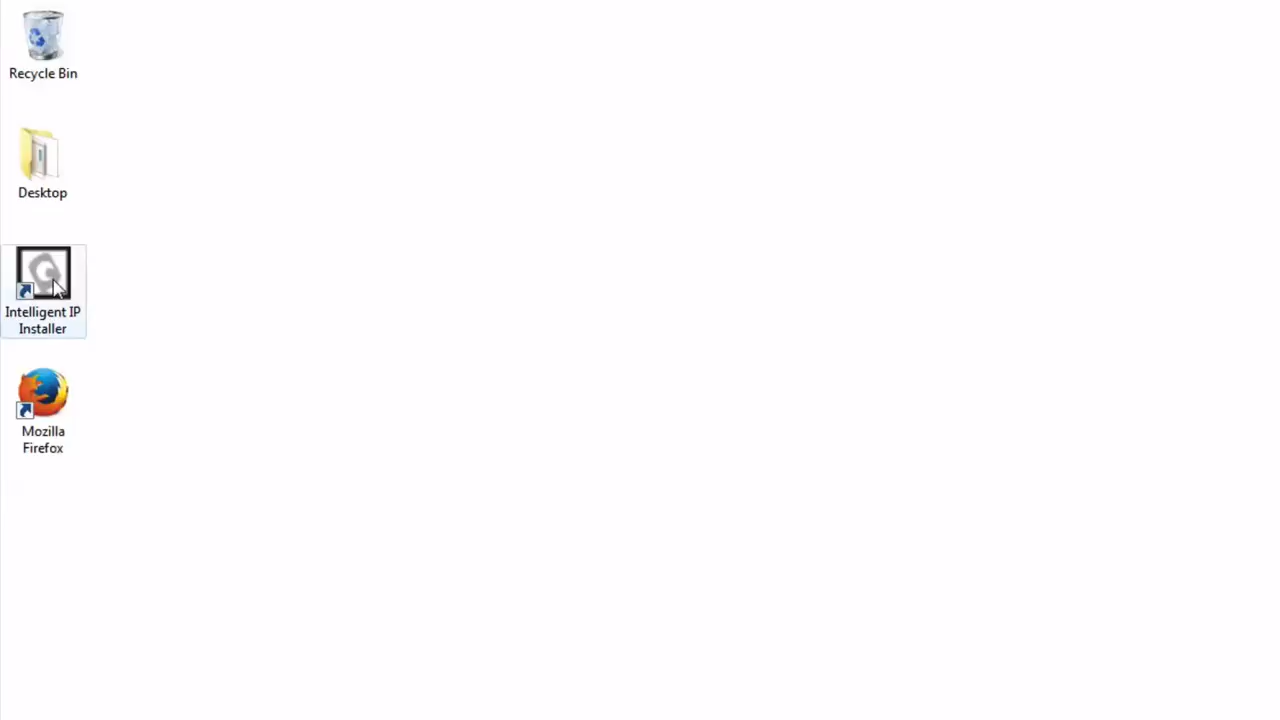 Recycle Bin
Desktop
Intelligent IP
Installer
Mozilla
Firefox